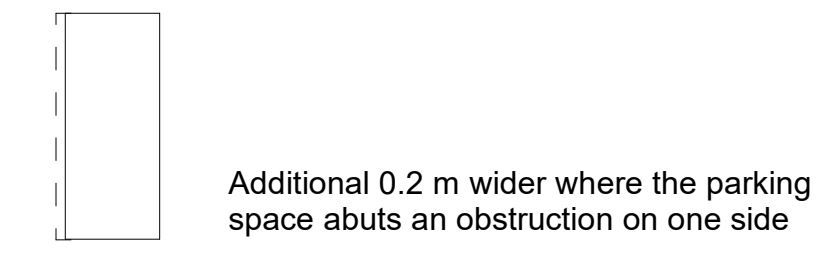 Additional 0.2 m wider where the parking
space abuts an obstruction on one side